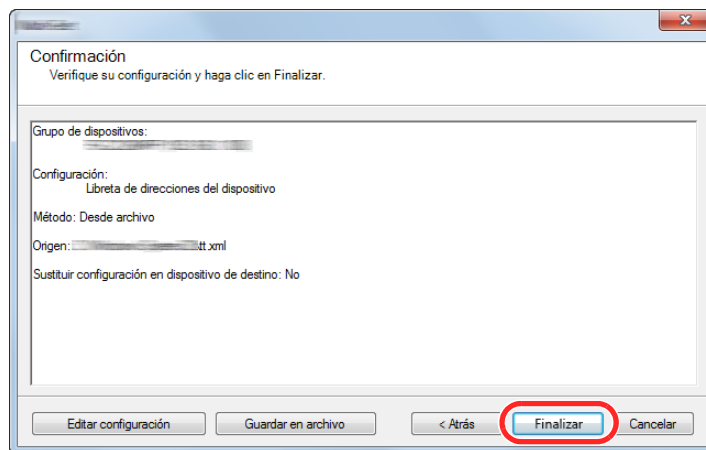 Confirmación
Verifique su configuración y haga clic en Finalizar.
Grupo de dispositivos:
Configuración:
Libreta de direcciones del dispositivo
Método: Desde archivo
Origen: \tt.xml
Sustituir configuración en dispositivo de destino: No
Editar configuración Guardar en archivo < Atrás Finalizar Cancelar